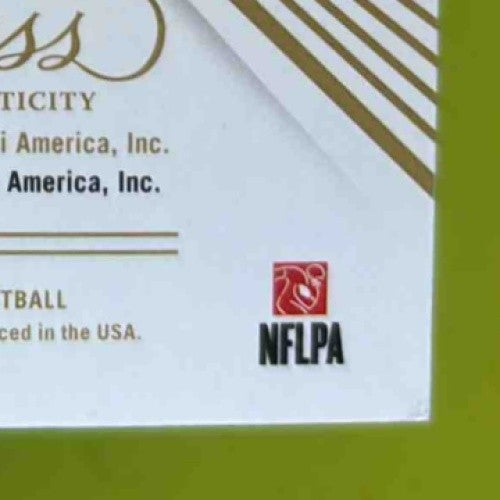 ss
TICITY
i America, Inc.
America, Inc.
TBALL
ced in the USA.
NFLPA